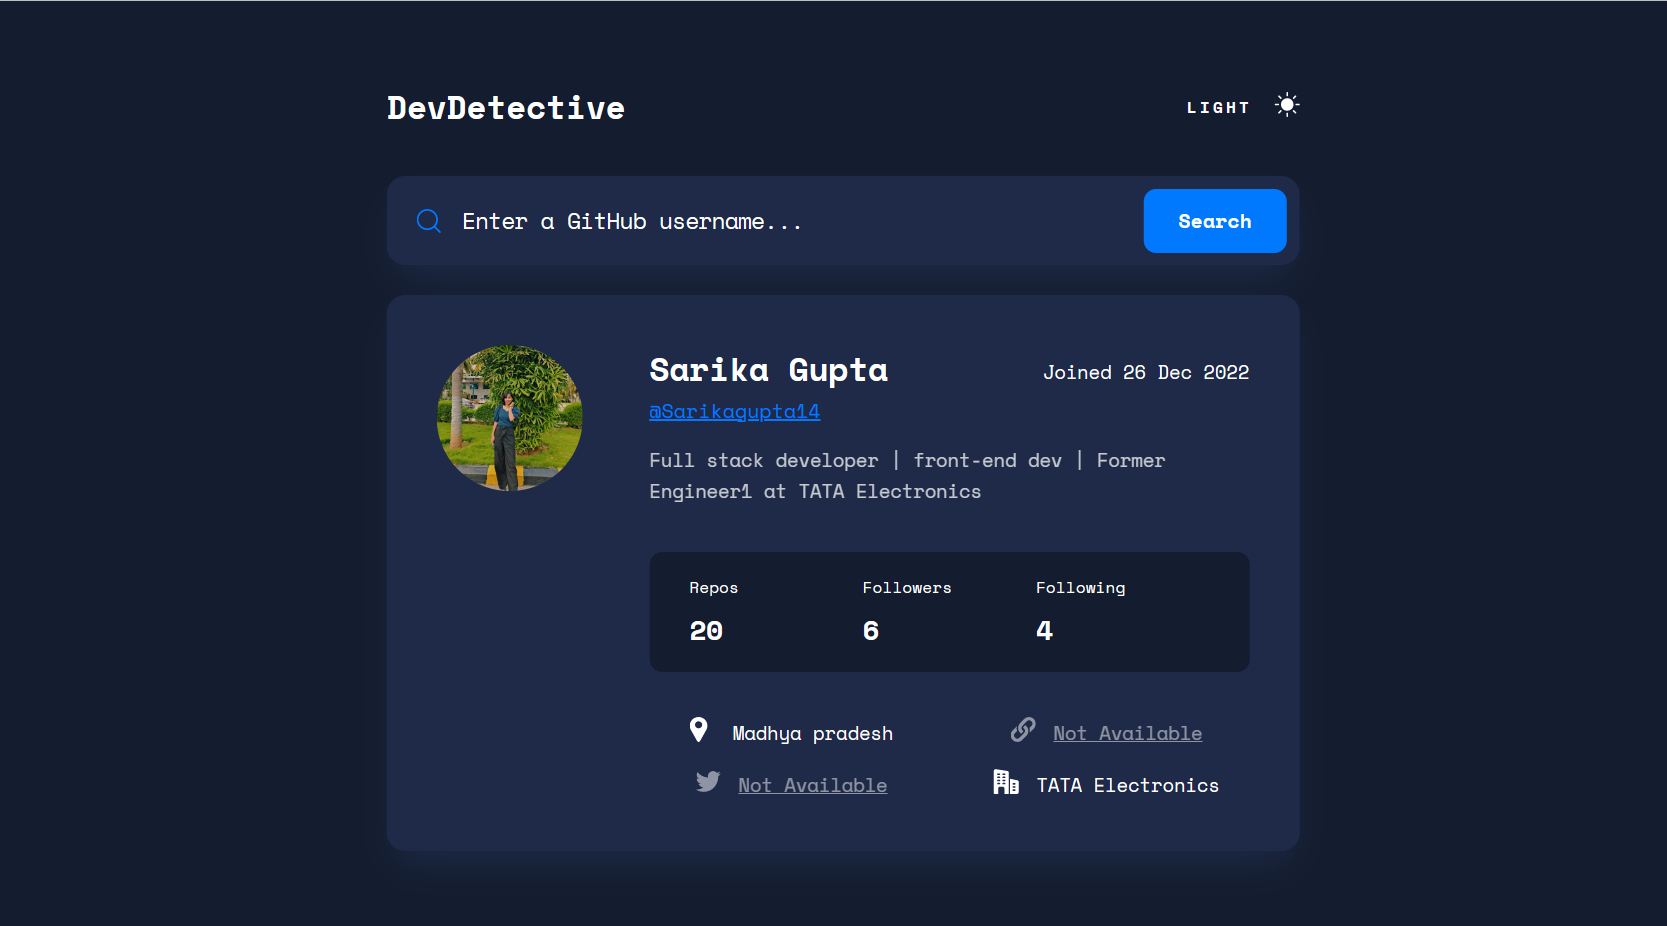 DevDetective
LIGHT
Enter a GitHub username...
Search
Sarika Gupta
Joined 26 Dec 2022
@Sarikagupta14
Full stack developer | front-end dev | Former
Engineer1 at TATA Electronics
Repos
Followers
Following
20
6
4
Madhya pradesh
Not Available
Not Available
TATA Electronics